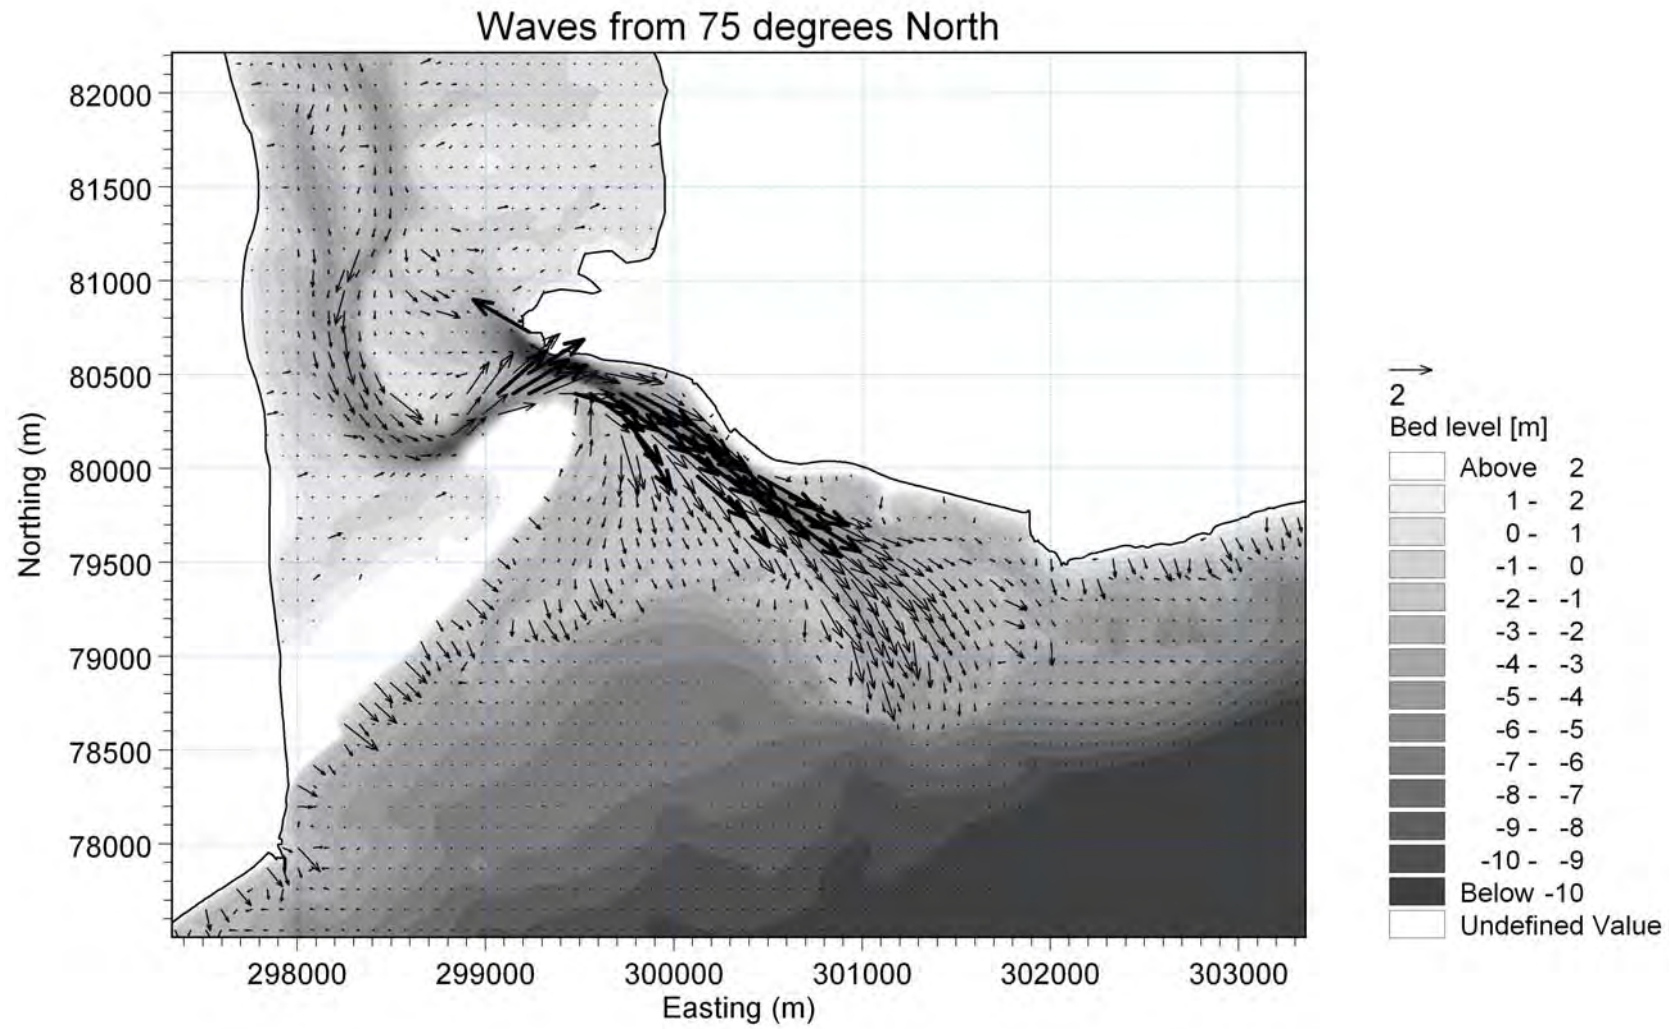 Waves from 75 degrees North
82000
81500
81000
80500
80000
79500
79000
78500
78000
Northing (m)
298000 299000 300000 301000 302000 303000
Easting (m)
2
Bed level [m]
Above 2
1 - 2
0 - 1
-1 - 0
-2 - -1
-3 - -2
-4 - -3
-5 - -4
-6 - -5
-7 - -6
-8 - -7
-9 - -8
-10 - -9
Below -10
Undefined Value